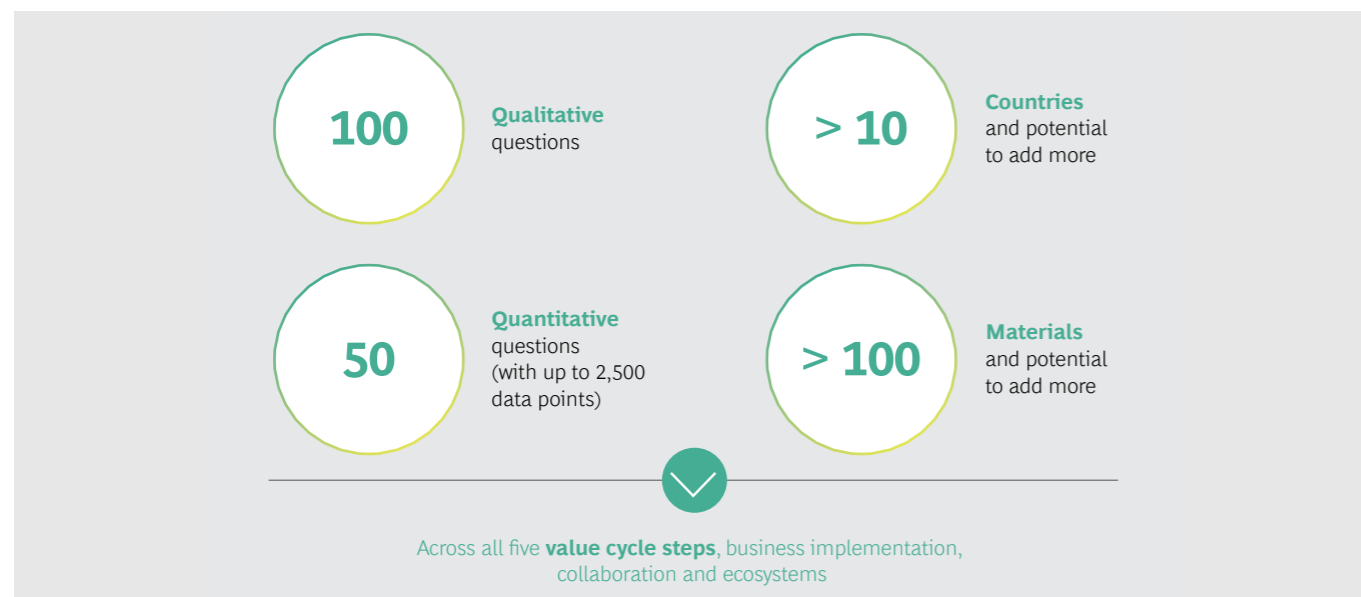 100
Qualitative
questions
> 10
Countries
and potential
to add more
50
Quantitative
questions
(with up to 2,500
data points)
> 100
Materials
and potential
to add more
Across all five value cycle steps, business implementation,
collaboration and ecosystems